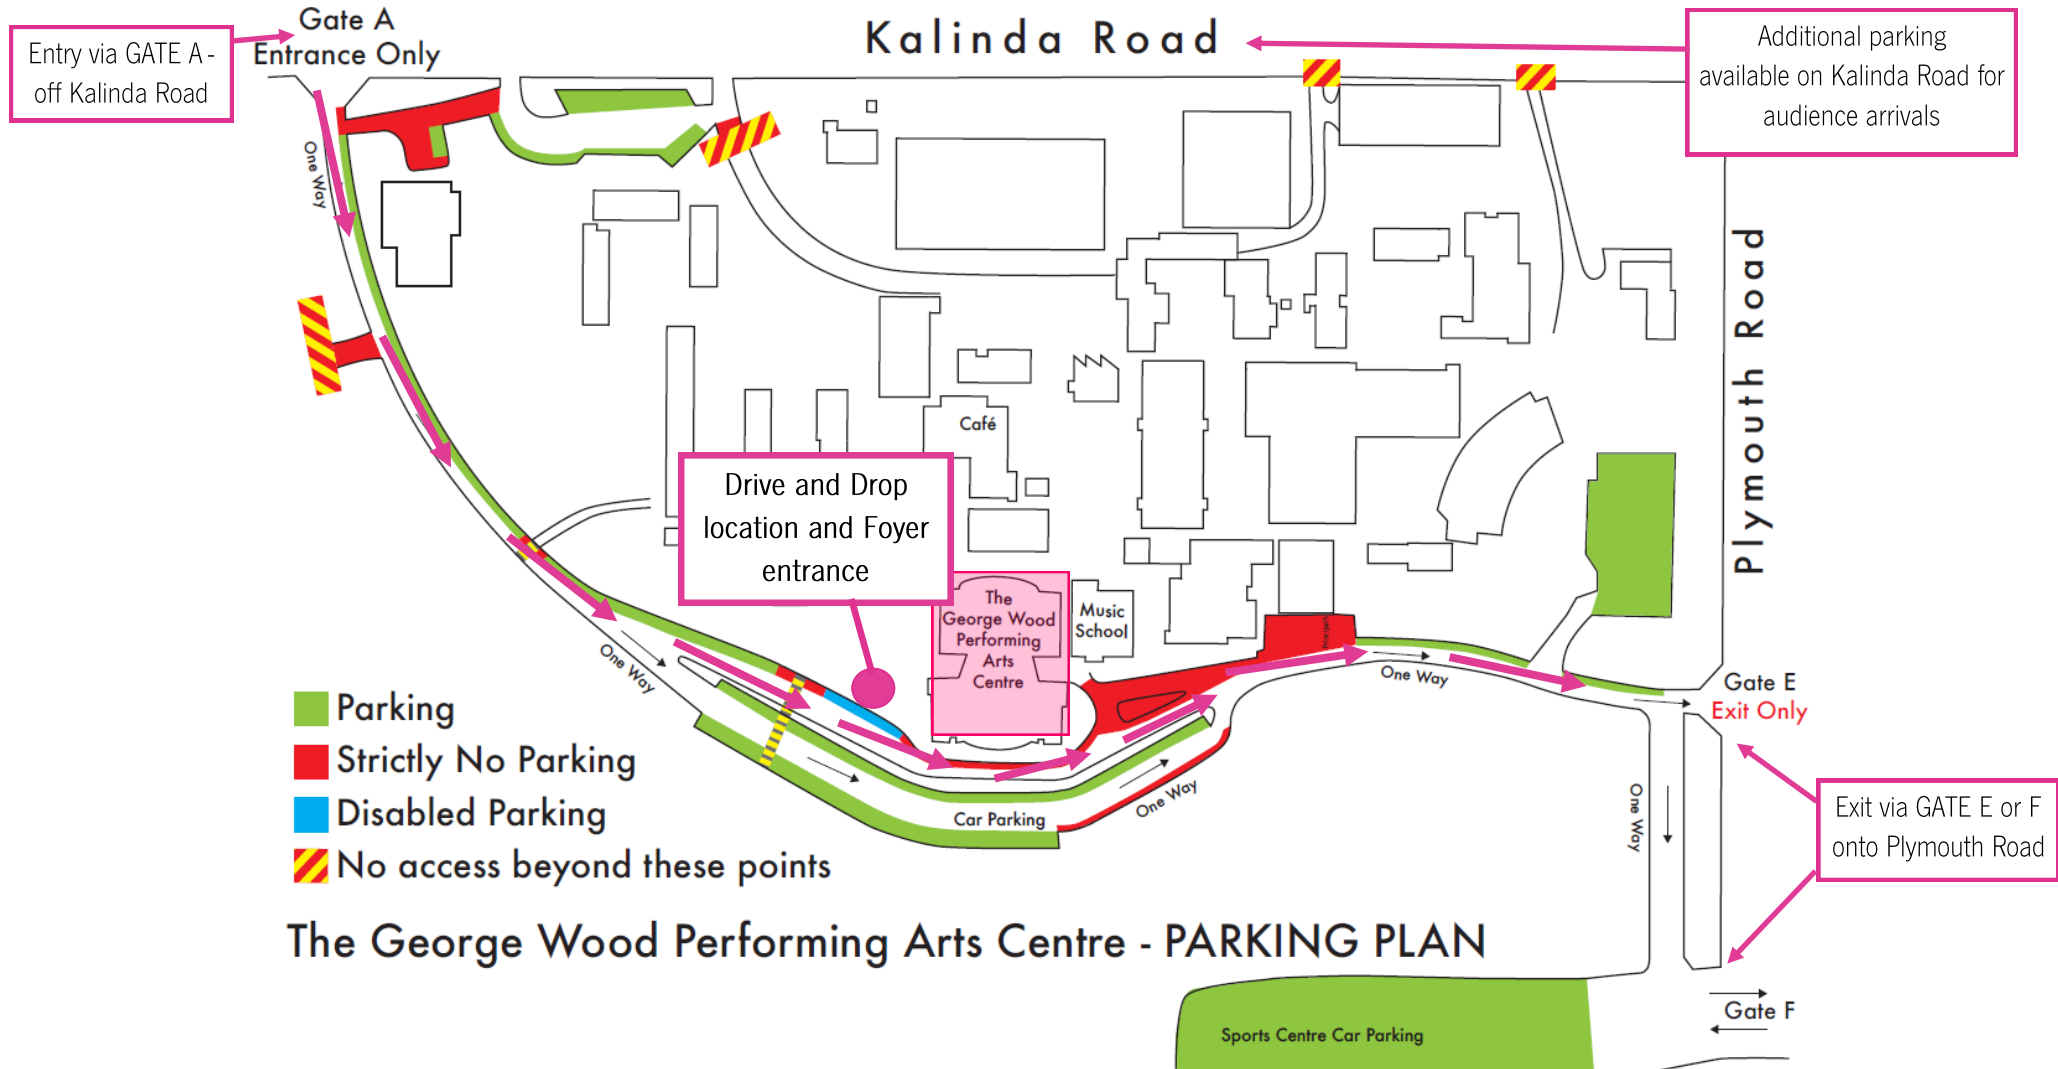 Gate A
Entrance Only
Entry via GATE A -
off Kalinda Road
Kalinda Road
Additional parking
available on Kalinda Road for
audience arrivals
One Way
Plymouth Road
Café
Drive and Drop
location and Foyer
entrance
The
George Wood
Performing
Arts
Centre
Music
School
One Way
One Way
Gate E
Exit Only
Parking
Strictly No Parking
Disabled Parking
No access beyond these points
Car Parking
One Way
One Way
Exit via GATE E or F
onto Plymouth Road
The George Wood Performing Arts Centre - PARKING PLAN
Gate F
Sports Centre Car Parking